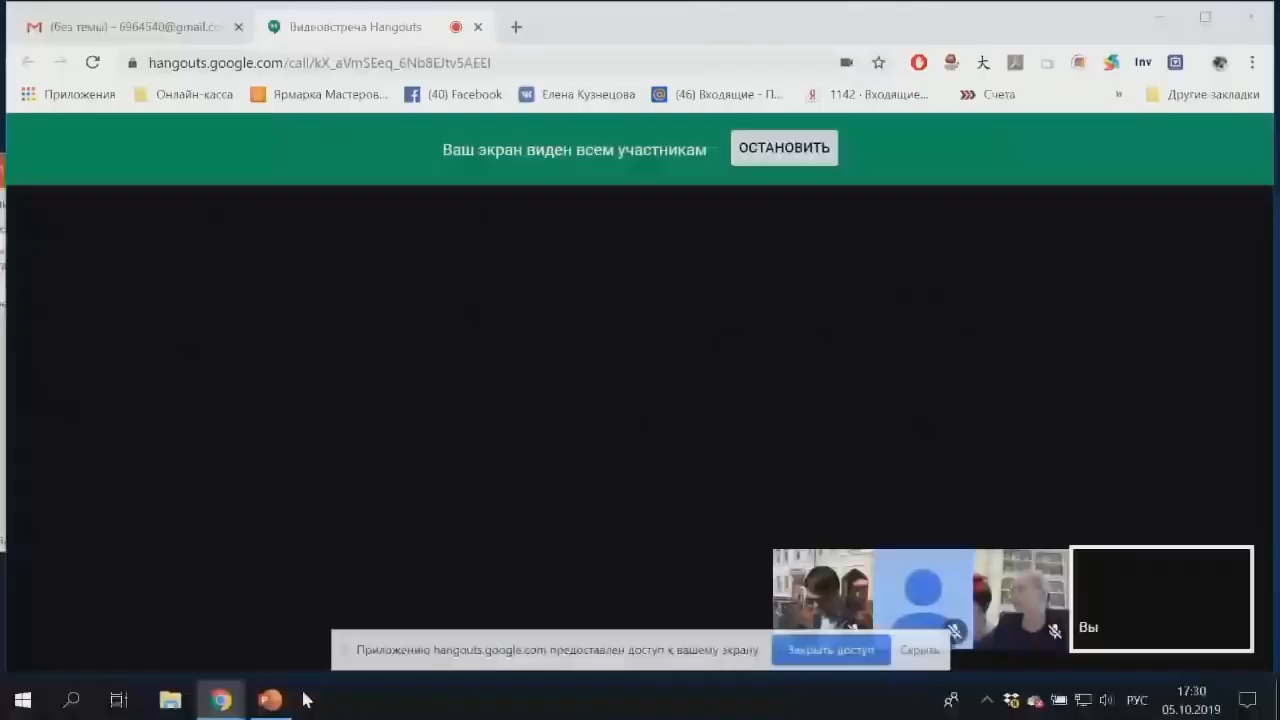 (без темы) – 6964540@gmail.c
Видеовстреча Hangouts
hangouts.google.com/call/kX_aVmSEeq_6Nb8EJtv5AEEI
Inv
Приложения
Онлайн-касса
Ярмарка Мастеров...
(40) Facebook
Елена Кузнецова
(46) Входящие - П...
1142 · Входящие...
Счета
»
Другие закладки
Ваш экран виден всем участникам
ОСТАНОВИТЬ
Вы
Приложению hangouts.google.com предоставлен доступ к вашему экрану
Закрыть доступ
Скрыть
РУС
17:30
05.10.2019